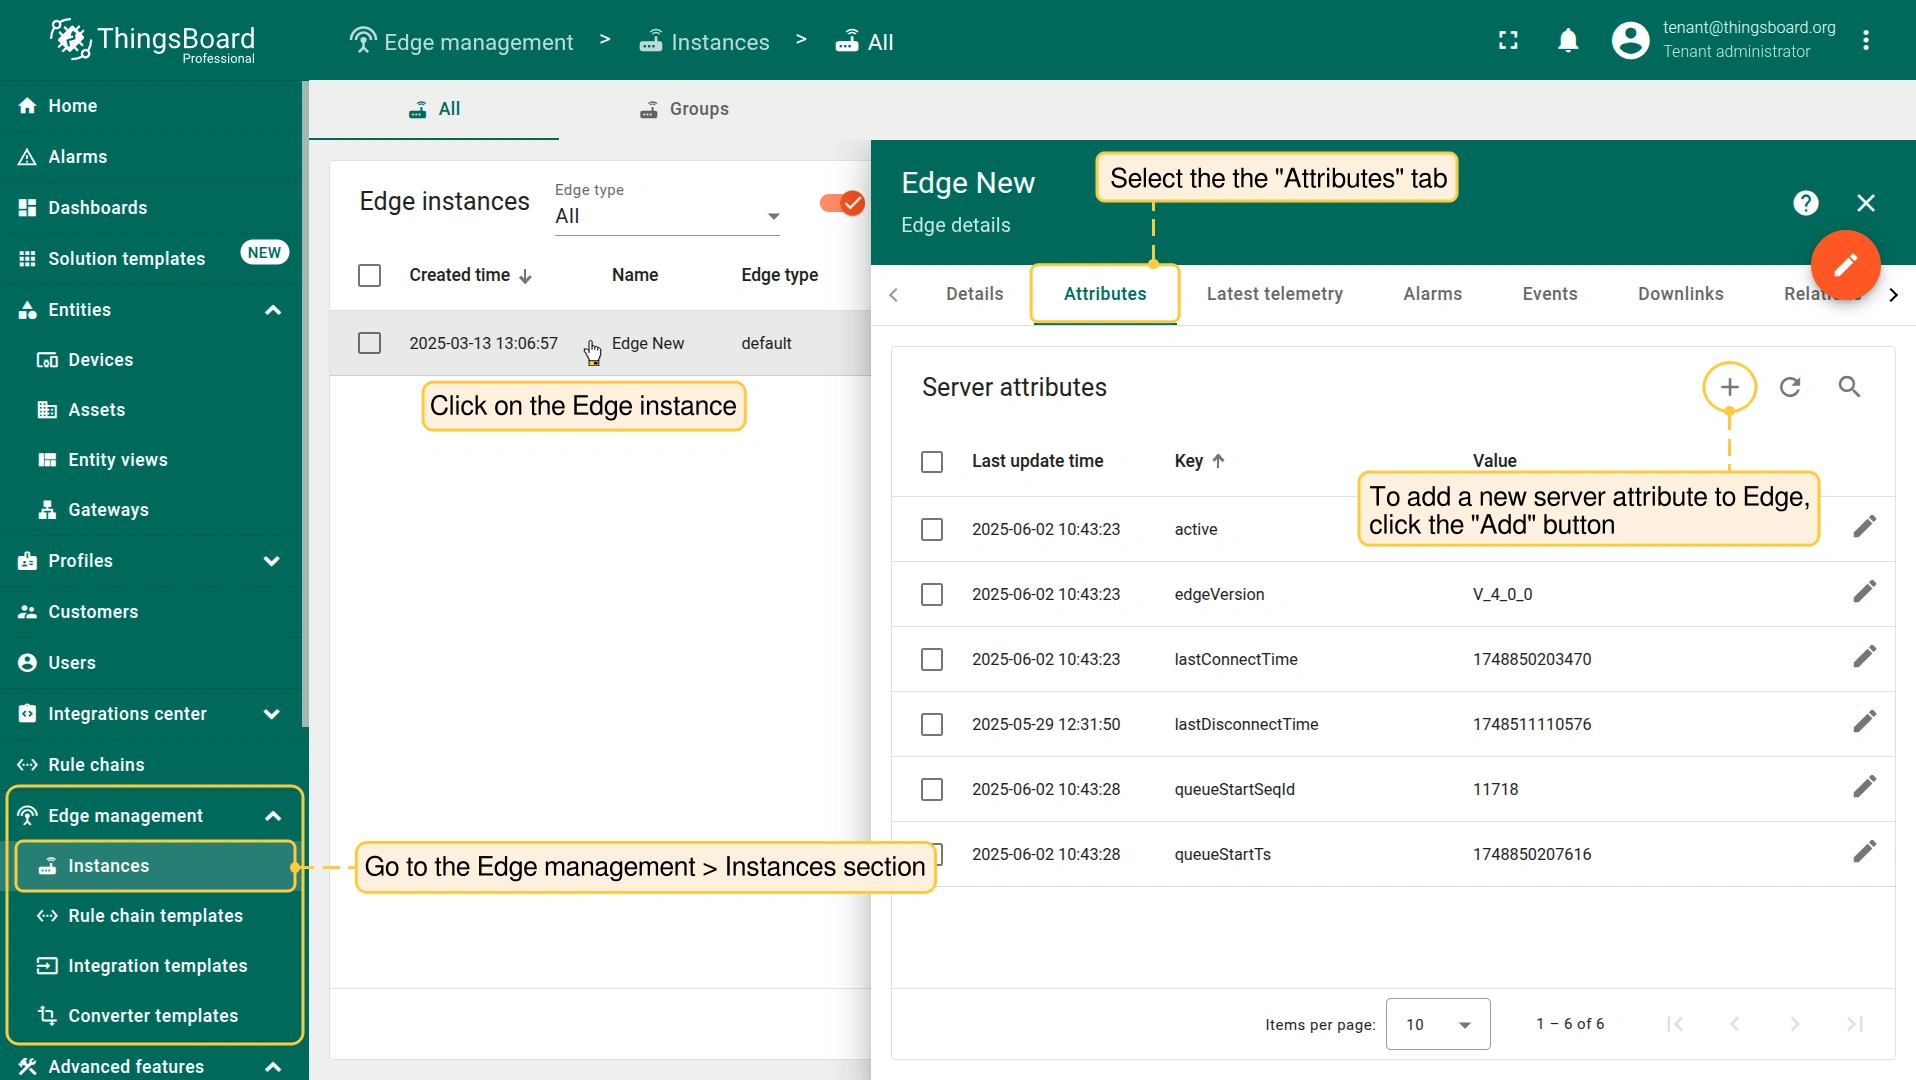 ThingsBoard
Professional
Edge management > Instances > All
tenant@thingsboard.org
Tenant administrator
Home
Alarms
Dashboards
Solution templates NEW
Entities
Devices
Assets
Entity views
Gateways
Profiles
Customers
Users
Integrations center
Rule chains
Edge management
Instances
Rule chain templates
Integration templates
Converter templates
Advanced features
All Groups
Edge instances
Edge type
All
Created time Name Edge type
2025-03-13 13:06:57 Edge New default
Click on the Edge instance
Go to the Edge management > Instances section
Edge New
Edge details
Select the the "Attributes" tab
Details Attributes Latest telemetry Alarms Events Downlinks
Server attributes
Last update time Key Value
To add a new server attribute to Edge,
click the "Add" button
2025-06-02 10:43:23 active
2025-06-02 10:43:23 edgeVersion V_4_0_0
2025-06-02 10:43:23 lastConnectTime 1748850203470
2025-05-29 12:31:50 lastDisconnectTime 1748511110576
2025-06-02 10:43:28 queueStartSeqId 11718
2025-06-02 10:43:28 queueStartTs 1748850207616
Items per page: 10 1 – 6 of 6